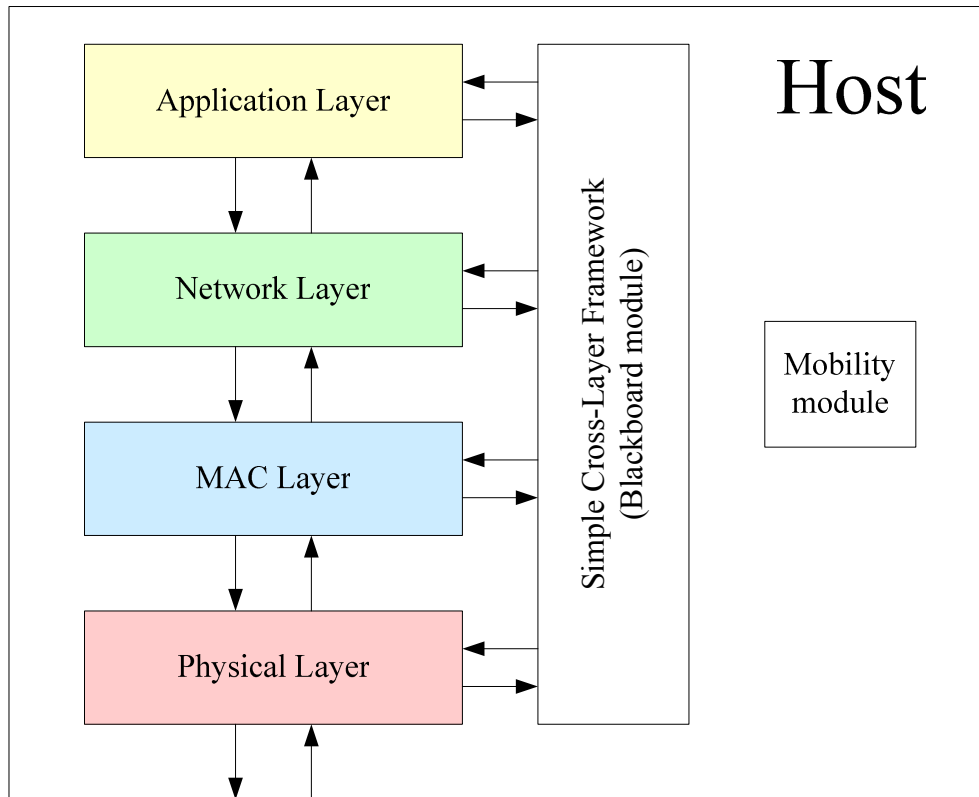 Host
Application Layer
Network Layer
MAC Layer
Physical Layer
Simple Cross-Layer Framework
(Blackboard module)
Mobility
module